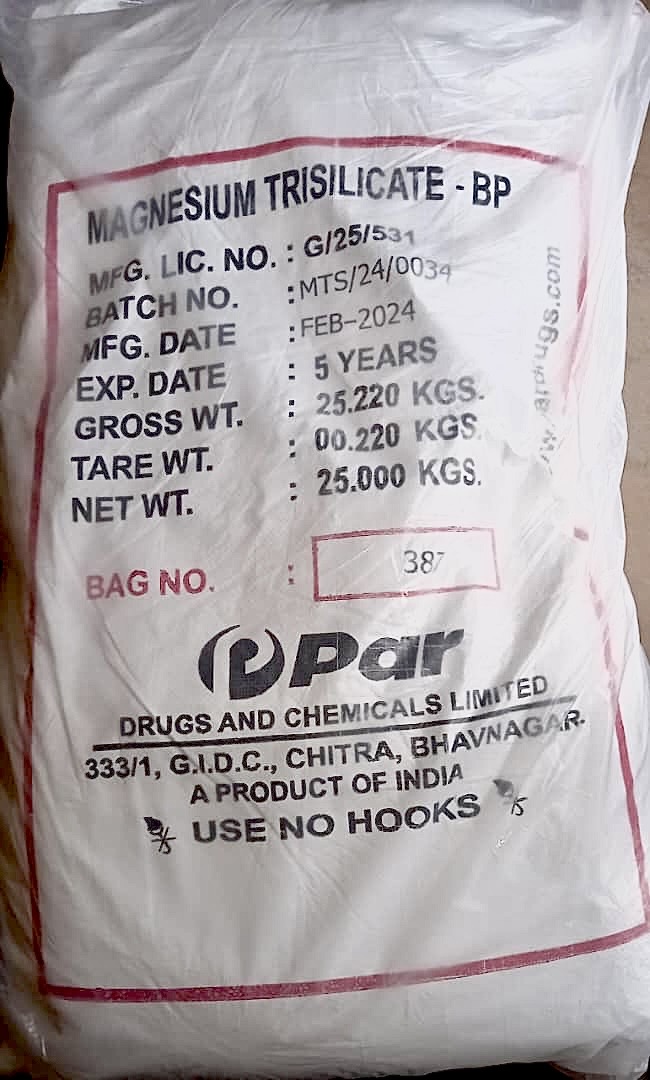 MAGNESIUM TRISILICATE - BP
MFG. LIC. NO. : G/25/531
BATCH NO. : MTS/24/0034
MFG. DATE : FEB-2024
EXP. DATE : 5 YEARS
GROSS WT. : 25.220 KGS.
TARE WT. : 00.220 KGS.
NET WT. : 25.000 KGS.
BAG NO. : 387
Par
DRUGS AND CHEMICALS LIMITED
333/1, G.I.D.C., CHITRA, BHAVNAGAR.
A PRODUCT OF INDIA
USE NO HOOKS